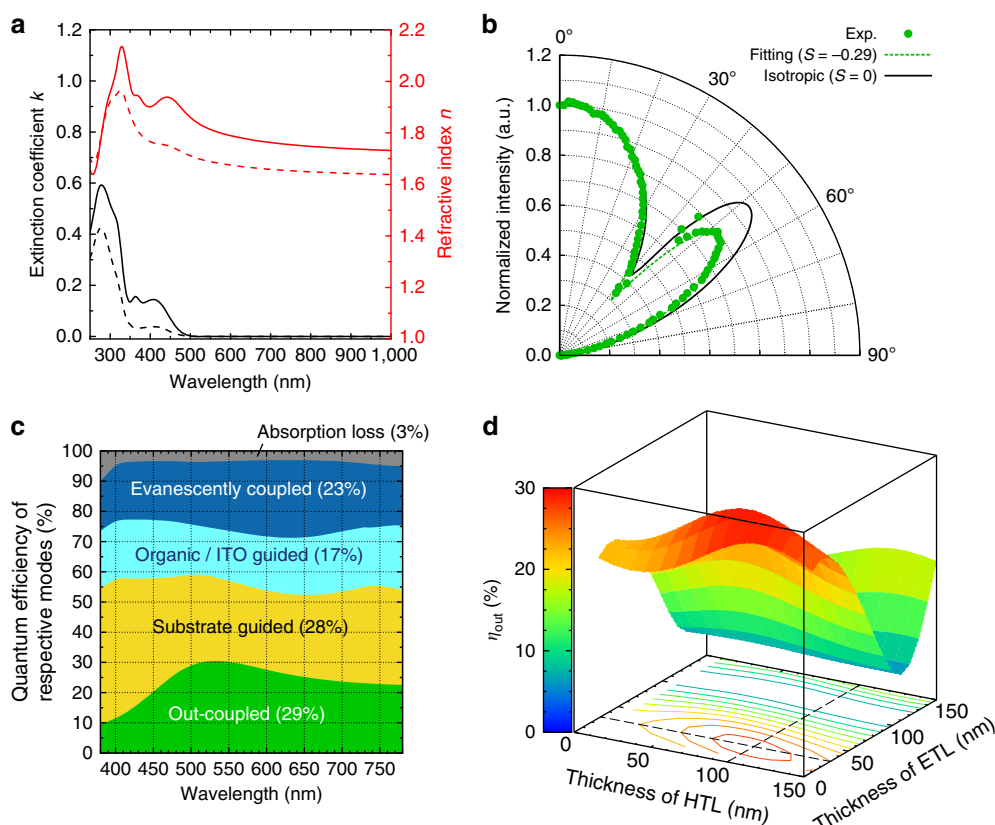 a
1.2
1.0
0.8
0.6
0.4
0.2
0.0
Extinction coefficient k
2.2
2.0
1.8
1.6
1.4
1.2
1.0
Refractive index n
300 400 500 600 700 800 900 1,000
Wavelength (nm)
b
Exp.
Fitting (S = –0.29)
Isotropic (S = 0)
0°
30°
60°
90°
1.2
1.0
0.8
0.6
0.4
0.2
0.0
Normalized intensity (a.u.)
c
Absorption loss (3%)
100
90
80
70
60
50
40
30
20
10
0
Quantum efficiency of
respective modes (%)
Evanescently coupled (23%)
Organic / ITO guided (17%)
Substrate guided (28%)
Out-coupled (29%)
400 450 500 550 600 650 700 750
Wavelength (nm)
d
30
20
10
0
ηout (%)
0
50
100
150
Thickness of HTL (nm)
0
50
100
150
Thickness of ETL (nm)